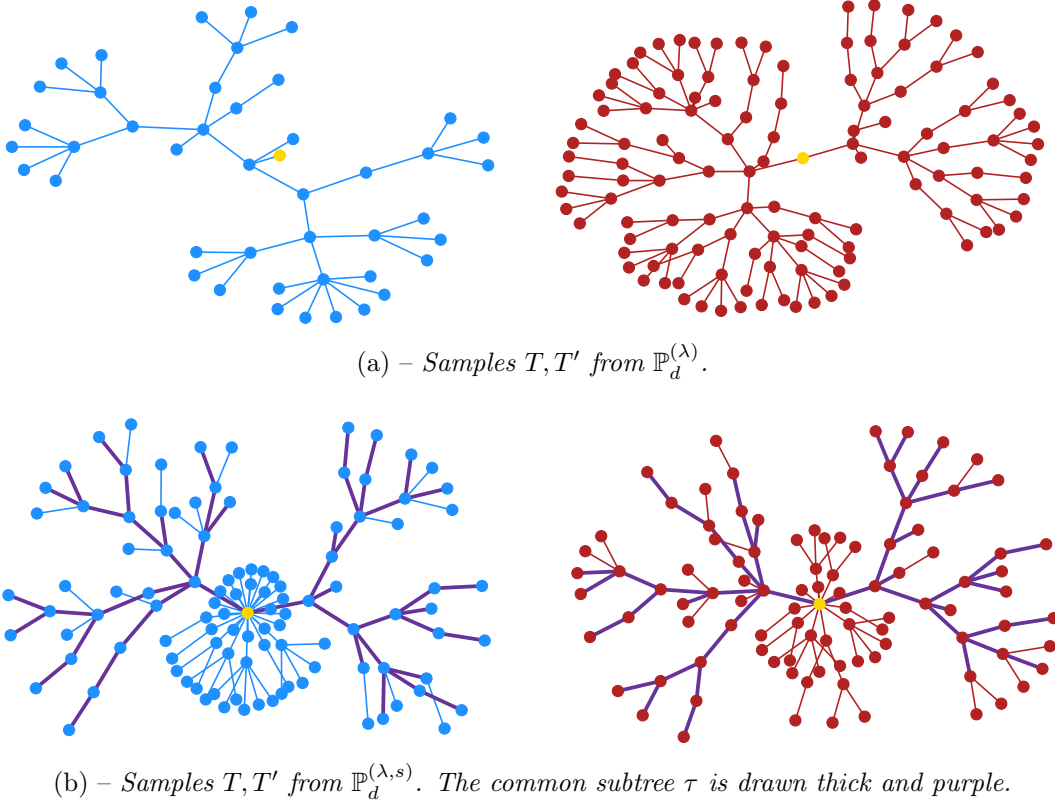 (a) – Samples T, T′ from ℙ_d^(λ).
(b) – Samples T, T′ from ℙ_d^(λ,s). The common subtree τ is drawn thick and purple.